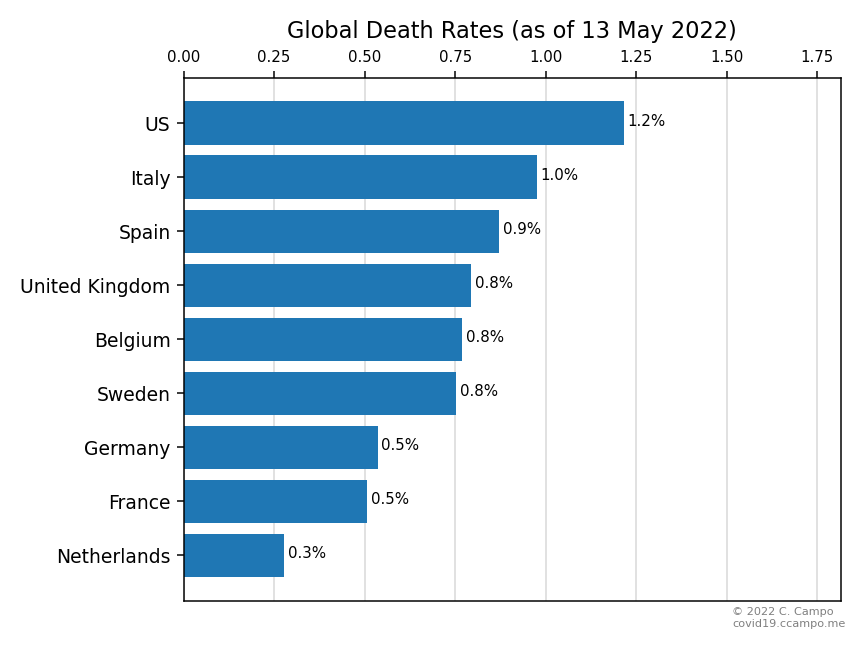 Global Death Rates (as of 13 May 2022)
0.00 0.25 0.50 0.75 1.00 1.25 1.50 1.75
US 1.2%
Italy 1.0%
Spain 0.9%
United Kingdom 0.8%
Belgium 0.8%
Sweden 0.8%
Germany 0.5%
France 0.5%
Netherlands 0.3%
© 2022 C. Campo
covid19.ccampo.me